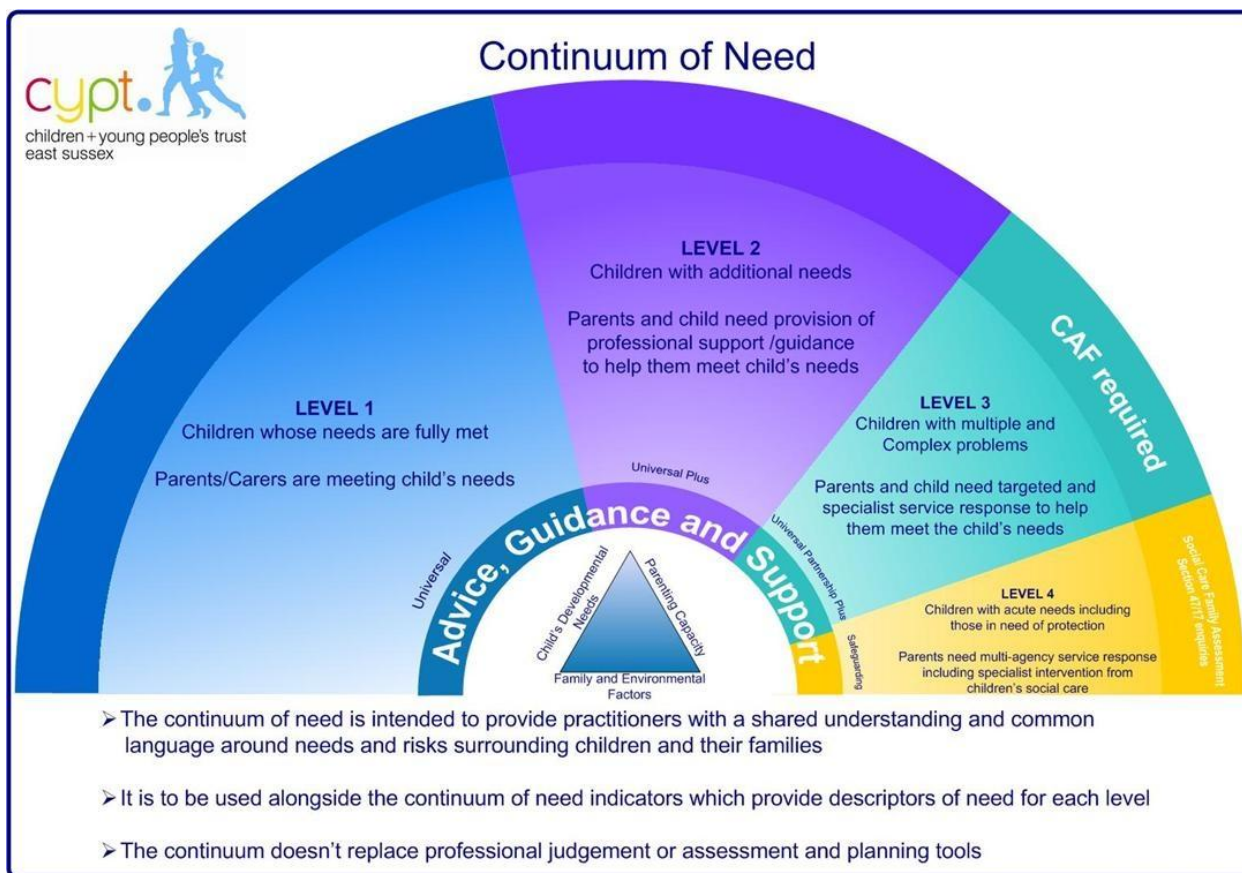 Continuum of Need
cypt.
children + young people's trust
east sussex
LEVEL 1
Children whose needs are fully met
Parents/Carers are meeting child's needs
LEVEL 2
Children with additional needs
Parents and child need provision of
professional support /guidance
to help them meet child's needs
LEVEL 3
Children with multiple and
Complex problems
Parents and child need targeted and
specialist service response to help
them meet the child's needs
CAF required
LEVEL 4
Children with acute needs including
those in need of protection
Parents need multi-agency service response
including specialist intervention from
children's social care
Social Care Family Assessment
Section 47/17 enquiries
Universal
Universal Plus
Universal Partnership Plus
Safeguarding
Advice, Guidance and Support
Child's Developmental
Needs
Parenting Capacity
Family and Environmental
Factors
➢ The continuum of need is intended to provide practitioners with a shared understanding and common
language around needs and risks surrounding children and their families
➢ It is to be used alongside the continuum of need indicators which provide descriptors of need for each level
➢ The continuum doesn't replace professional judgement or assessment and planning tools